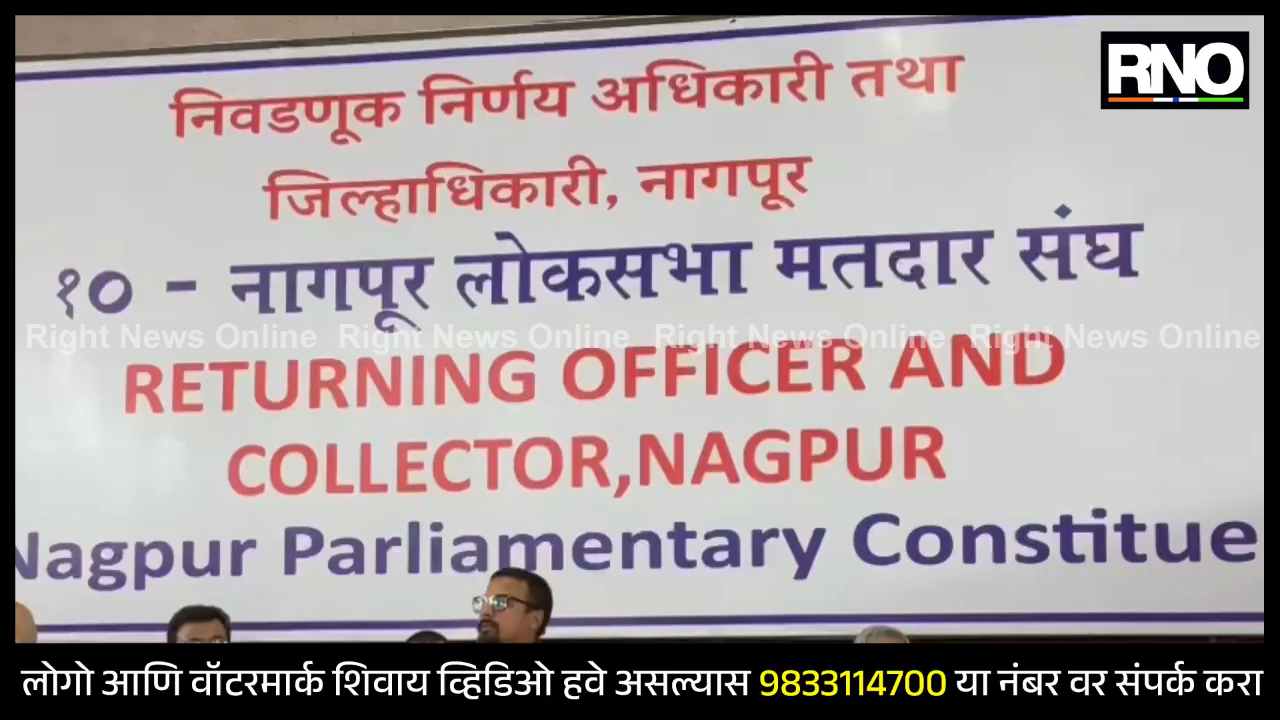 RNO
निवडणूक निर्णय अधिकारी तथा
जिल्हाधिकारी, नागपूर
१० - नागपूर लोकसभा मतदार संघ
Right News Online Right News Online Right News Online Right News Online
RETURNING OFFICER AND
COLLECTOR,NAGPUR
Nagpur Parliamentary Constitue
लोगो आणि वॉटरमार्क शिवाय व्हिडिओ हवे असल्यास 9833114700 या नंबर वर संपर्क करा